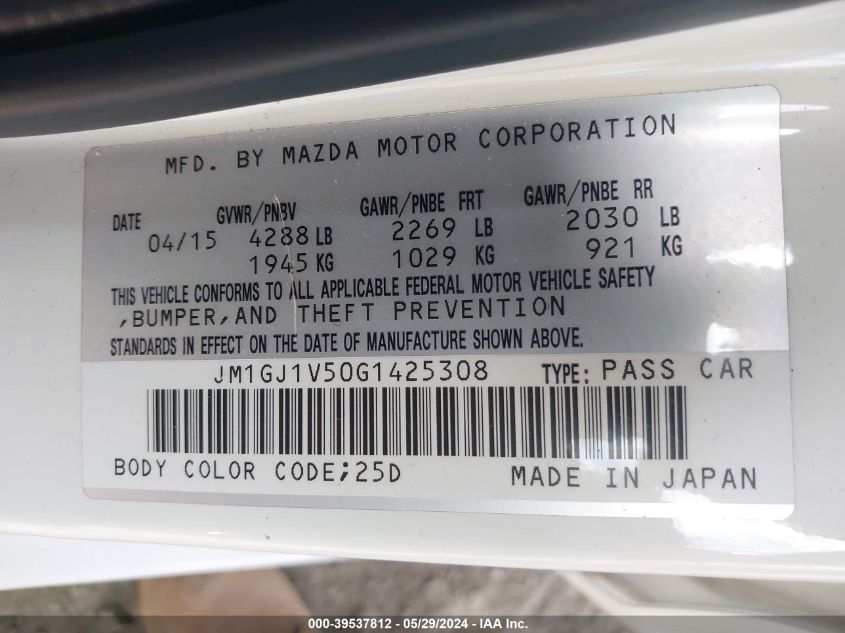 MFD. BY MAZDA MOTOR CORPORATION
DATE GVWR/PNBV GAWR/PNBE FRT GAWR/PNBE RR
04/15 4288 LB 2269 LB 2030 LB
1945 KG 1029 KG 921 KG
THIS VEHICLE CONFORMS TO ALL APPLICABLE FEDERAL MOTOR VEHICLE SAFETY
,BUMPER,AND THEFT PREVENTION
STANDARDS IN EFFECT ON THE DATE OF MANUFACTURE SHOWN ABOVE.
JM1GJ1V50G1425308 TYPE: PASS CAR
BODY COLOR CODE;25D MADE IN JAPAN
000-39537812 - 05/29/2024 - IAAI Inc.